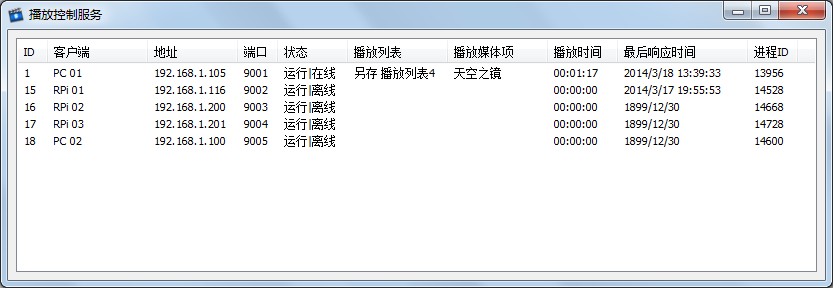 播放控制服务
ID 客户端 地址 端口 状态 播放列表 播放媒体项 播放时间 最后响应时间 进程ID
1 PC 01 192.168.1.105 9001 运行|在线 另存 播放列表4 天空之镜 00:01:17 2014/3/18 13:39:33 13956
15 RPi 01 192.168.1.116 9002 运行|离线 00:00:00 2014/3/17 19:55:53 14528
16 RPi 02 192.168.1.200 9003 运行|离线 00:00:00 1899/12/30 14668
17 RPi 03 192.168.1.201 9004 运行|离线 00:00:00 1899/12/30 14728
18 PC 02 192.168.1.100 9005 运行|离线 00:00:00 1899/12/30 14600